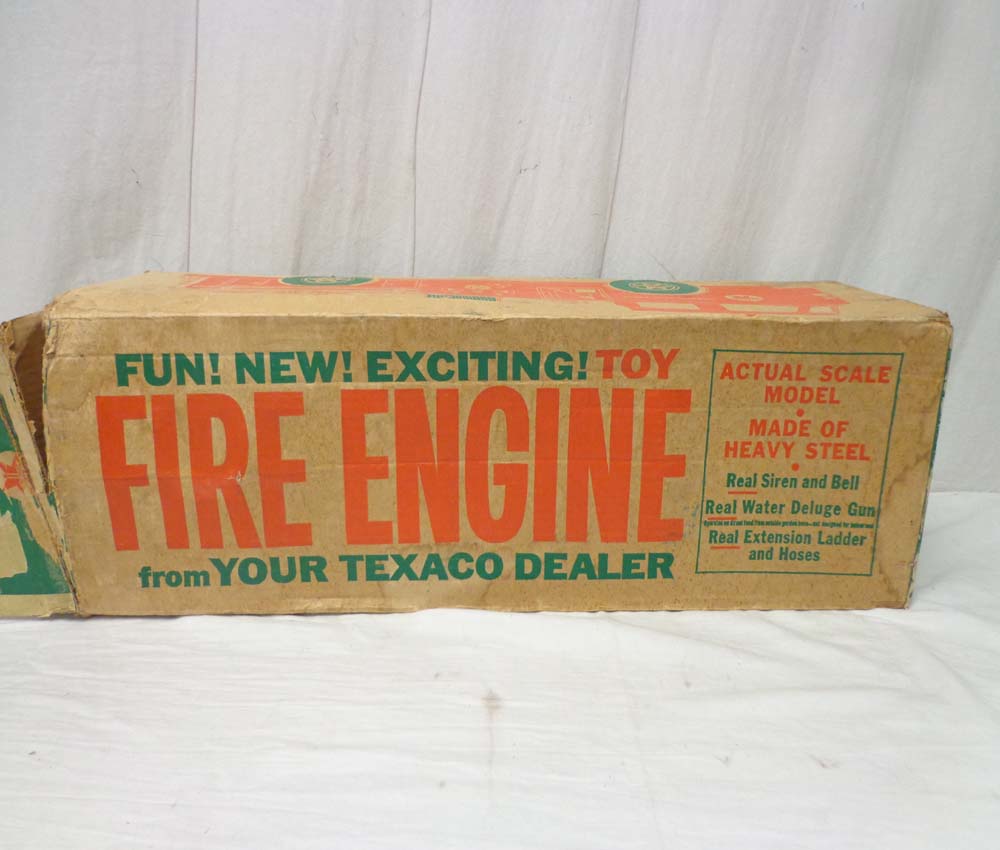 FUN! NEW! EXCITING! TOY
FIRE ENGINE
from YOUR TEXACO DEALER
ACTUAL SCALE
MODEL
•
MADE OF
HEAVY STEEL
•
Real Siren and Bell
Real Water Deluge Gun
Real Extension Ladder
and Hoses